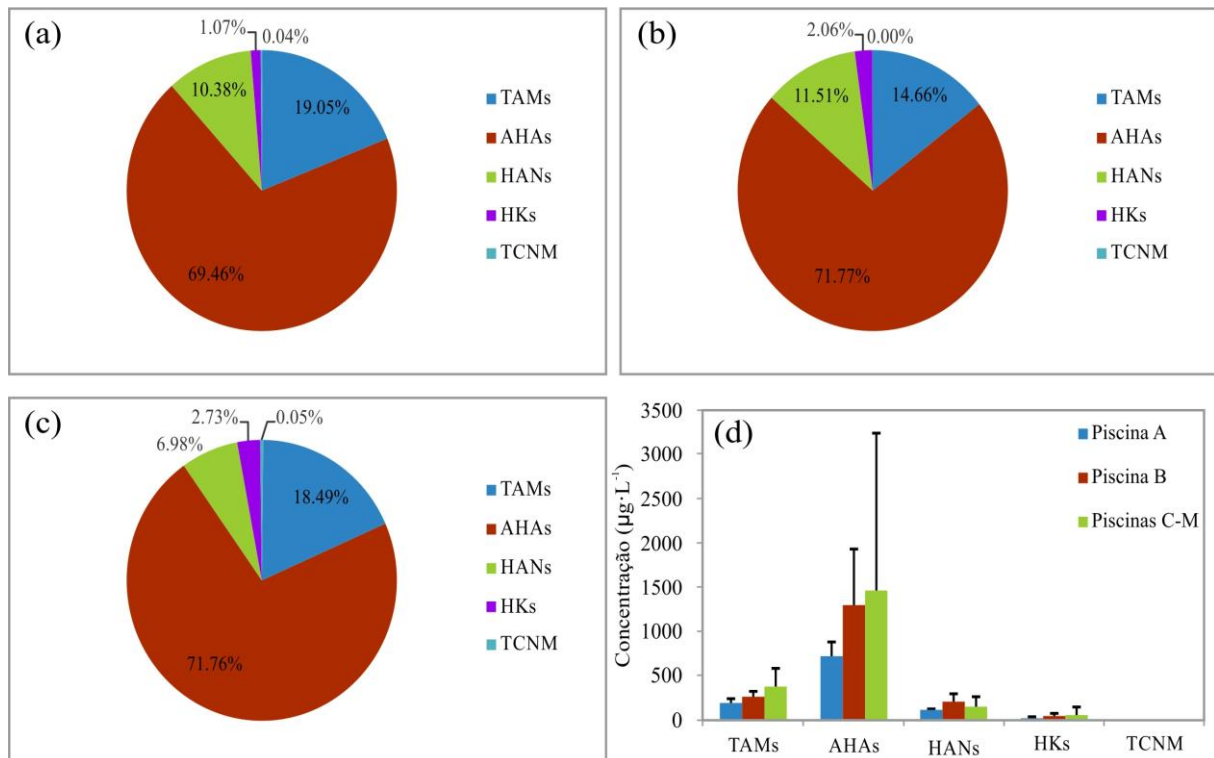 (a)
1.07%
0.04%
10.38%
19.05%
69.46%
TAMs
AHAs
HANs
HKs
TCNM
(b)
2.06%
0.00%
11.51%
14.66%
71.77%
TAMs
AHAs
HANs
HKs
TCNM
(c)
2.73%
0.05%
6.98%
18.49%
71.76%
TAMs
AHAs
HANs
HKs
TCNM
(d)
Concentração (µg·L⁻¹)
3500
3000
2500
2000
1500
1000
500
0
Piscina A
Piscina B
Piscinas C-M
TAMs AHAs HANs HKs TCNM